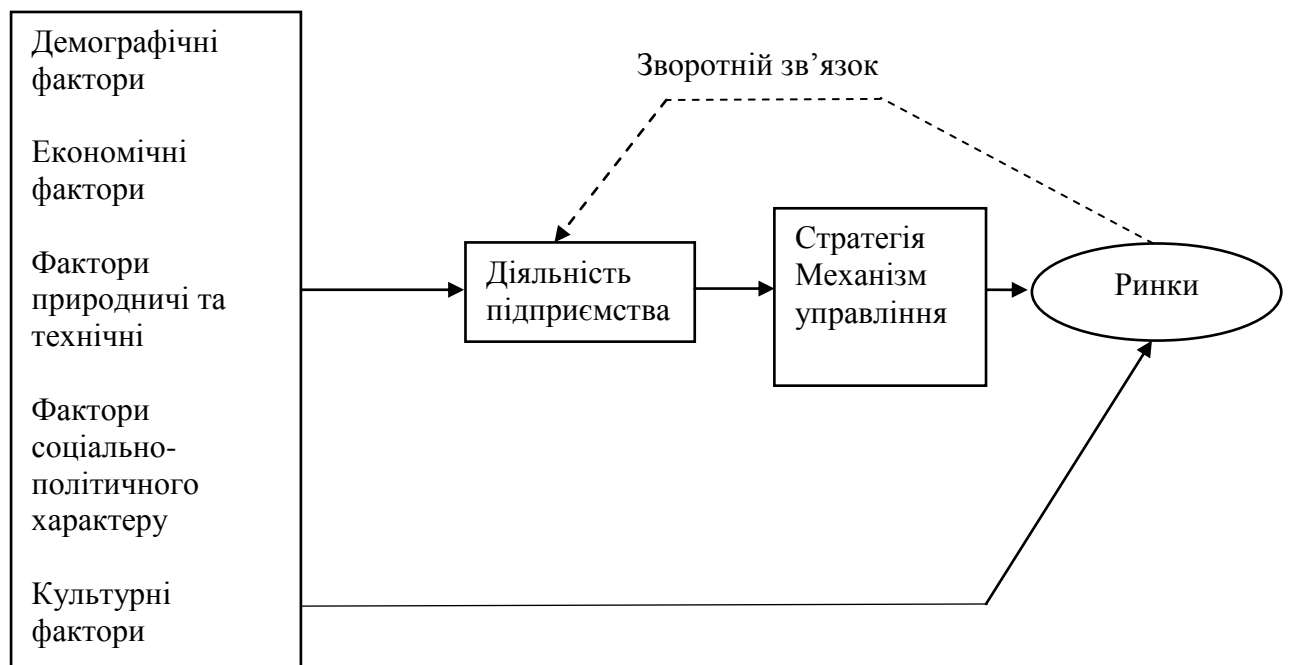 Демографічні
фактори
Економічні
фактори
Фактори
природничі та
технічні
Фактори
соціально-
політичного
характеру
Культурні
фактори
Зворотній зв’язок
Діяльність
підприємства
Стратегія
Механізм
управління
Ринки